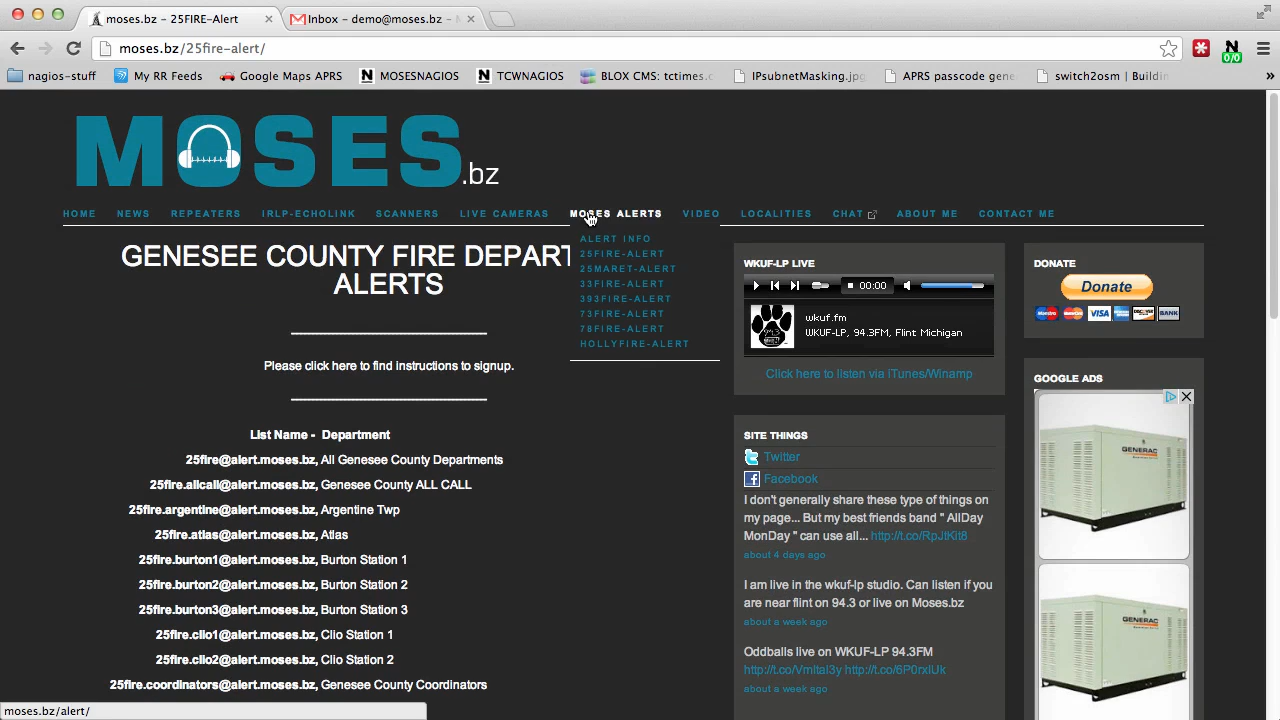 moses.bz – 25FIRE-Alert
Inbox – demo@moses.bz –
moses.bz/25fire-alert/
0/0
nagios-stuff
My RR Feeds
Google Maps APRS
MOSESNAGIOS
TCWNAGIOS
BLOX CMS: tctimes.c
IPsubnetMasking.jpg
APRS passcode gene
switch2osm | Buildin
»
MOSES.bz
HOME NEWS REPEATERS IRLP-ECHOLINK SCANNERS LIVE CAMERAS MOSES ALERTS VIDEO LOCALITIES CHAT ABOUT ME CONTACT ME
ALERT INFO
25FIRE-ALERT
25MARET-ALERT
33FIRE-ALERT
393FIRE-ALERT
73FIRE-ALERT
78FIRE-ALERT
HOLLYFIRE-ALERT
GENESEE COUNTY FIRE DEPART
ALERTS
Please click here to find instructions to signup.
List Name - Department
25fire@alert.moses.bz, All Genesee County Departments
25fire.allcall@alert.moses.bz, Genesee County ALL CALL
25fire.argentine@alert.moses.bz, Argentine Twp
25fire.atlas@alert.moses.bz, Atlas
25fire.burton1@alert.moses.bz, Burton Station 1
25fire.burton2@alert.moses.bz, Burton Station 2
25fire.burton3@alert.moses.bz, Burton Station 3
25fire.clio1@alert.moses.bz, Clio Station 1
25fire.clio2@alert.moses.bz, Clio Station 2
25fire.coordinators@alert.moses.bz, Genesee County Coordinators
WKUF-LP LIVE
00:00
94.3
wkuf.fm
WKUF-LP, 94.3FM, Flint Michigan
Click here to listen via iTunes/Winamp
SITE THINGS
Twitter
Facebook
I don't generally share these type of things on
my page... But my best friends band " AllDay
MonDay " can use all... http://t.co/RpJtKit6
about 4 days ago
I am live in the wkuf-lp studio. Can listen if you
are near flint on 94.3 or live on Moses.bz
about a week ago
Oddballs live on WKUF-LP 94.3FM
http://t.co/Vmltal3y http://t.co/6P0rxlUk
about a week ago
DONATE
Donate
VISA
BANK
GOOGLE ADS
GENERAC
GENERAC
moses.bz/alert/